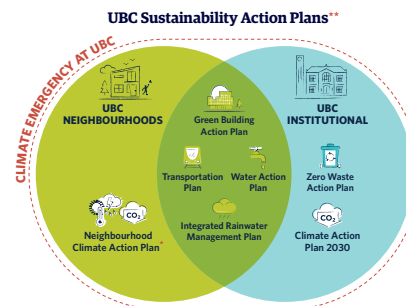 UBC Sustainability Action Plans**
CLIMATE EMERGENCY AT UBC
UBC
NEIGHBOURHOODS
Green Building
Action Plan
UBC
INSTITUTIONAL
Transportation
Plan
Water Action
Plan
Zero Waste
Action Plan
CO2
Neighbourhood
Climate Action Plan*
Integrated Rainwater
Management Plan
CO2
Climate Action
Plan 2030